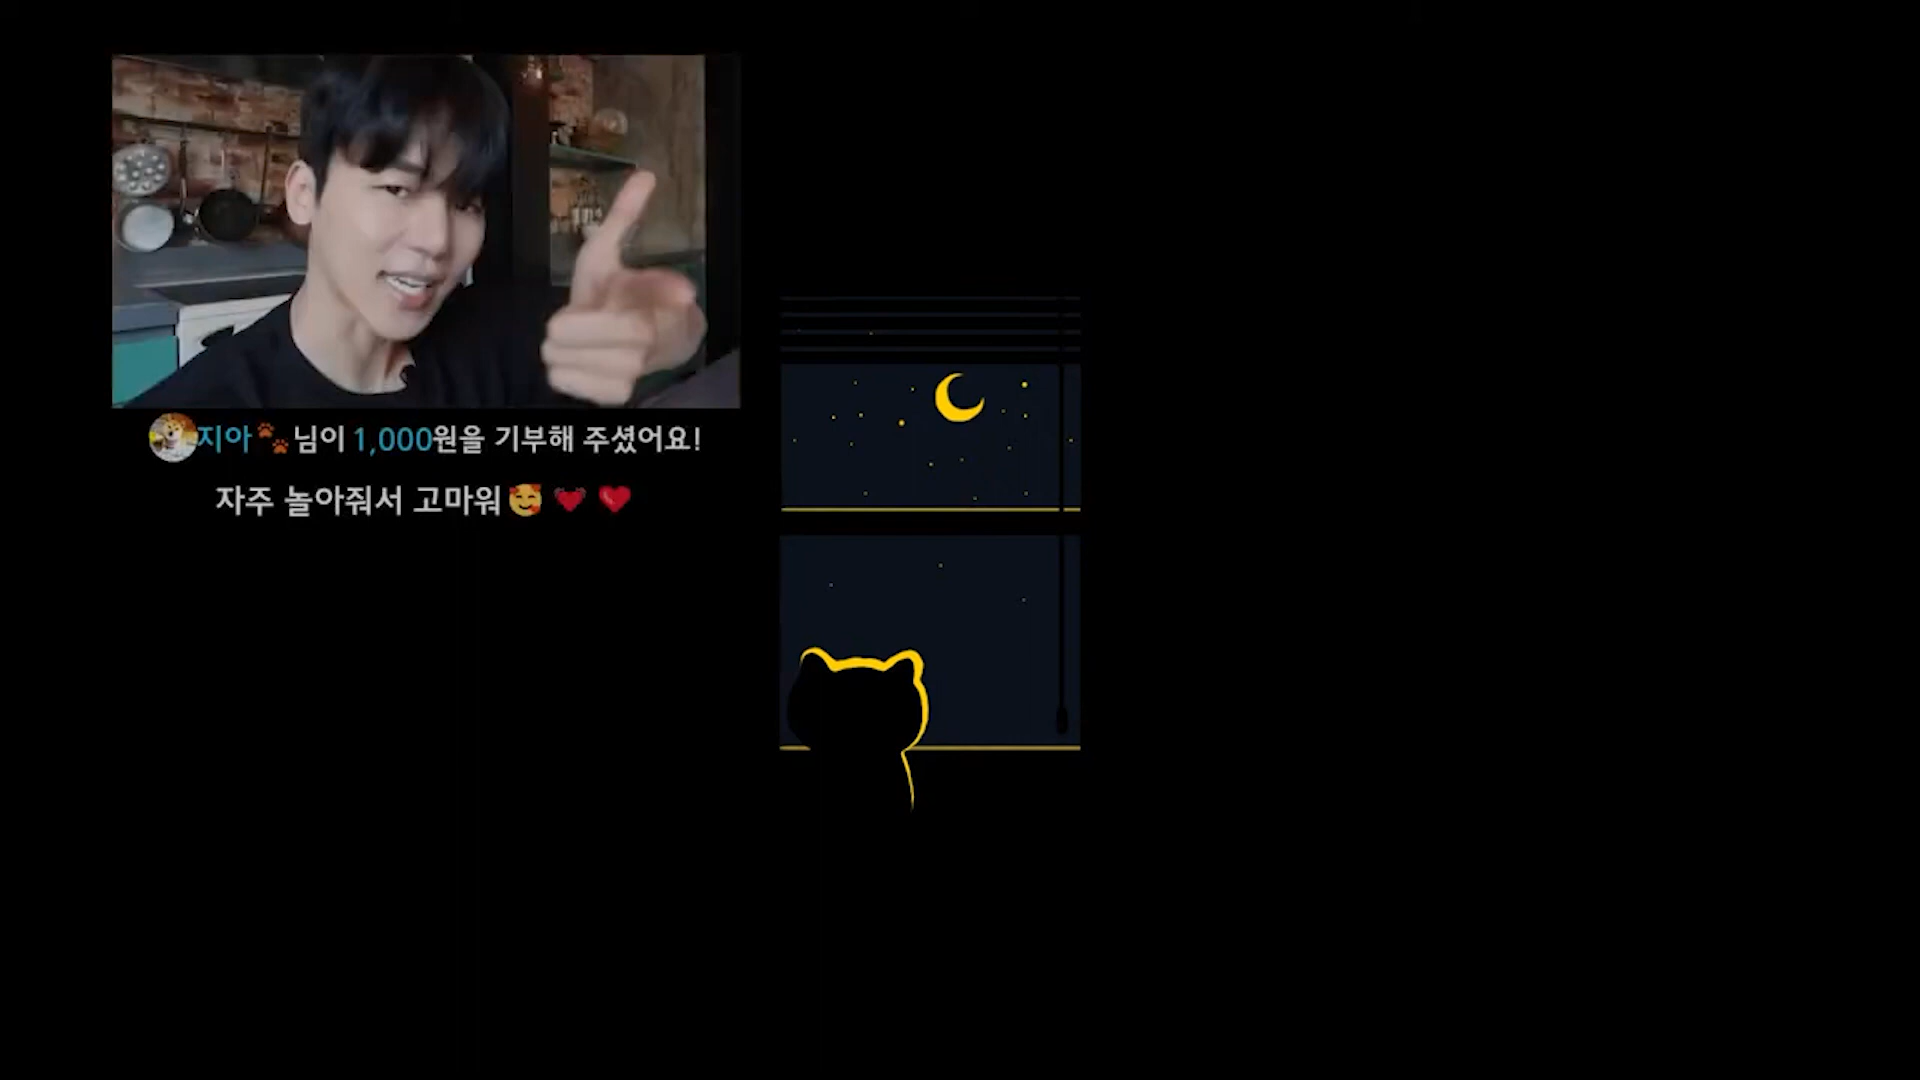 지아🐾님이 1,000원을 기부해 주셨어요!
자주 놀아줘서 고마워🥰 💓 ❤️